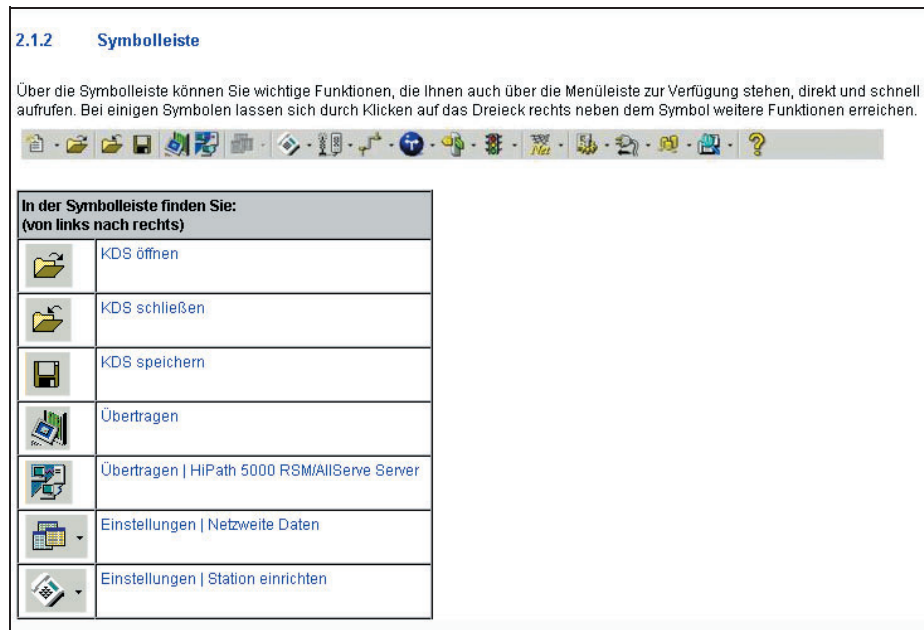 2.1.2 Symbolleiste
Über die Symbolleiste können Sie wichtige Funktionen, die Ihnen auch über die Menüleiste zur Verfügung stehen, direkt und schnell
aufrufen. Bei einigen Symbolen lassen sich durch Klicken auf das Dreieck rechts neben dem Symbol weitere Funktionen erreichen.
Net
In der Symbolleiste finden Sie:
(von links nach rechts)
KDS öffnen
KDS schließen
KDS speichern
Übertragen
Übertragen | HiPath 5000 RSM/AllServe Server
Einstellungen | Netzweite Daten
Einstellungen | Station einrichten